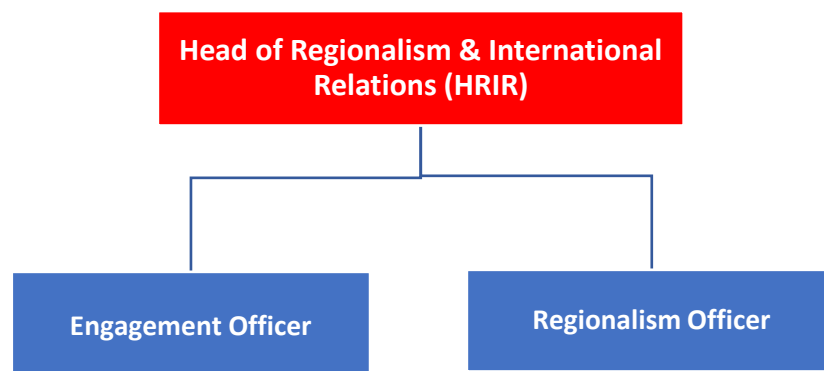 Head of Regionalism & International
Relations (HRIR)
Engagement Officer
Regionalism Officer